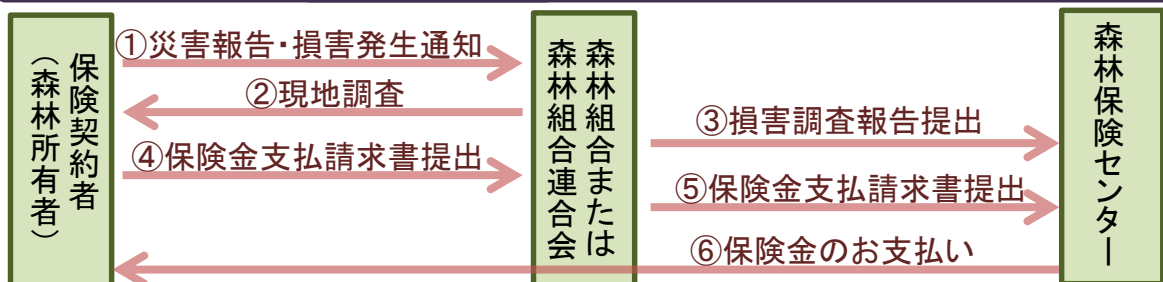 保険契約者
（森林所有者）
①災害報告・損害発生通知
②現地調査
④保険金支払請求書提出
森林組合または
森林組合連合会
③損害調査報告提出
⑤保険金支払請求書提出
⑥保険金のお支払い
森林保険センター